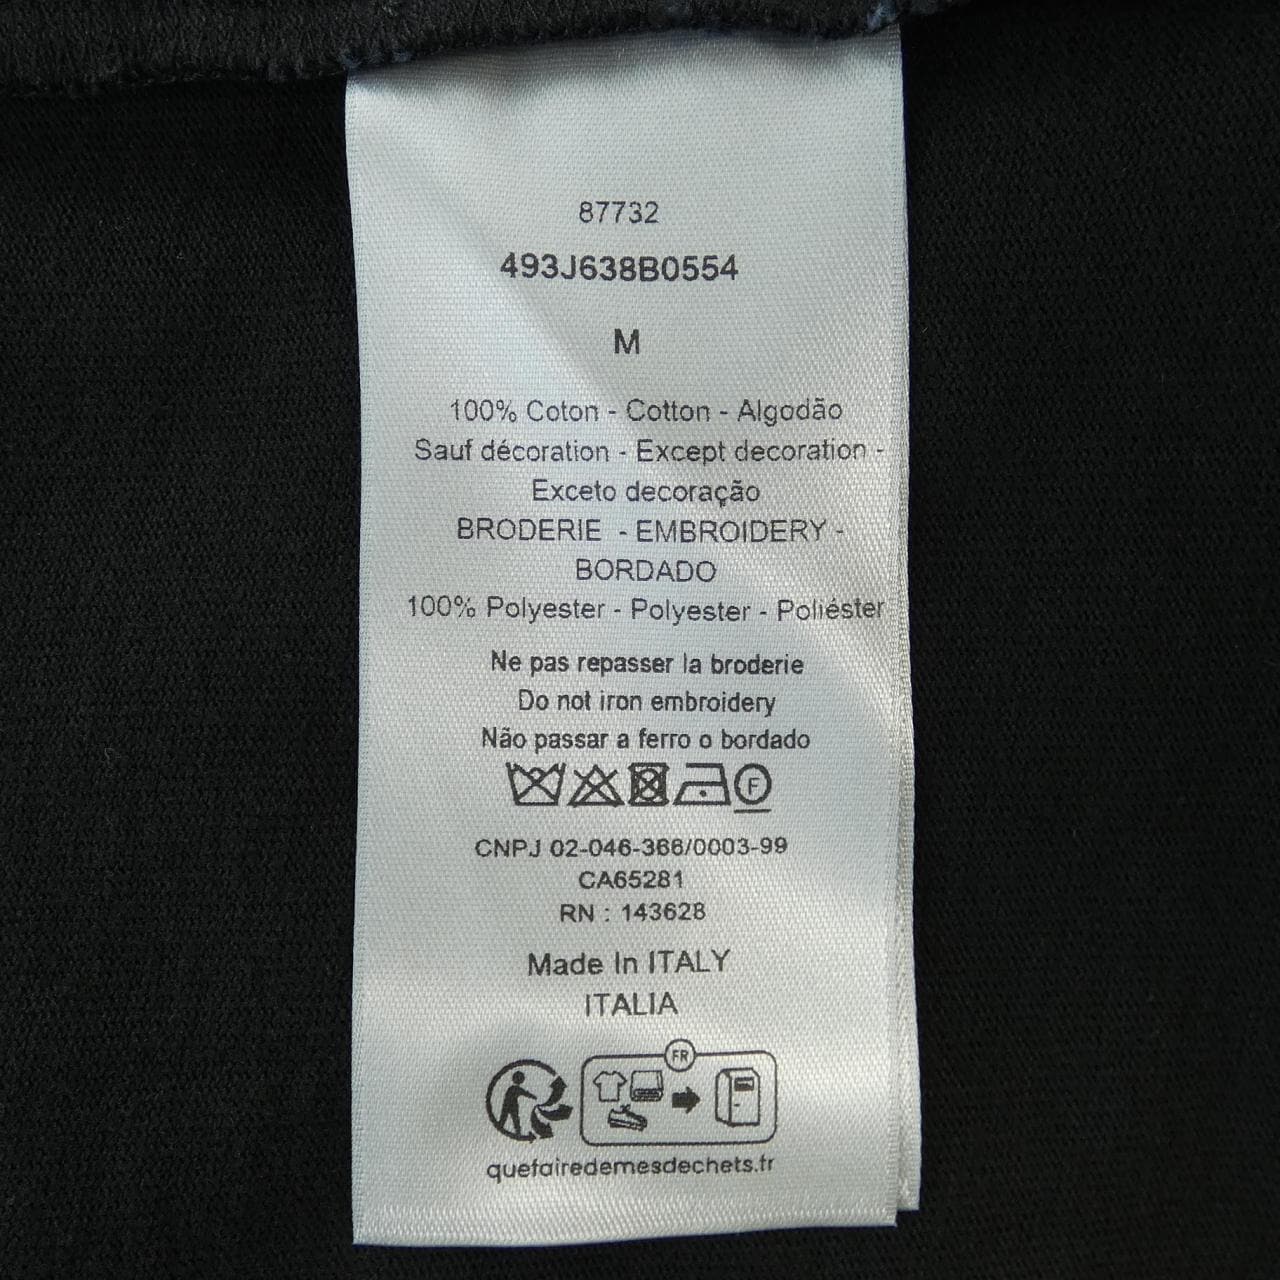 87732
493J638B0554
M
100% Coton - Cotton - Algodão
Sauf décoration - Except decoration -
Exceto decoração
BRODERIE - EMBROIDERY -
BORDADO
100% Polyester - Polyester - Poliéster
Ne pas repasser la broderie
Do not iron embroidery
Não passar a ferro o bordado
F
CNPJ 02-046-366/0003-99
CA65281
RN : 143628
Made In ITALY
ITALIA
FR
quefairedemesdechets.fr